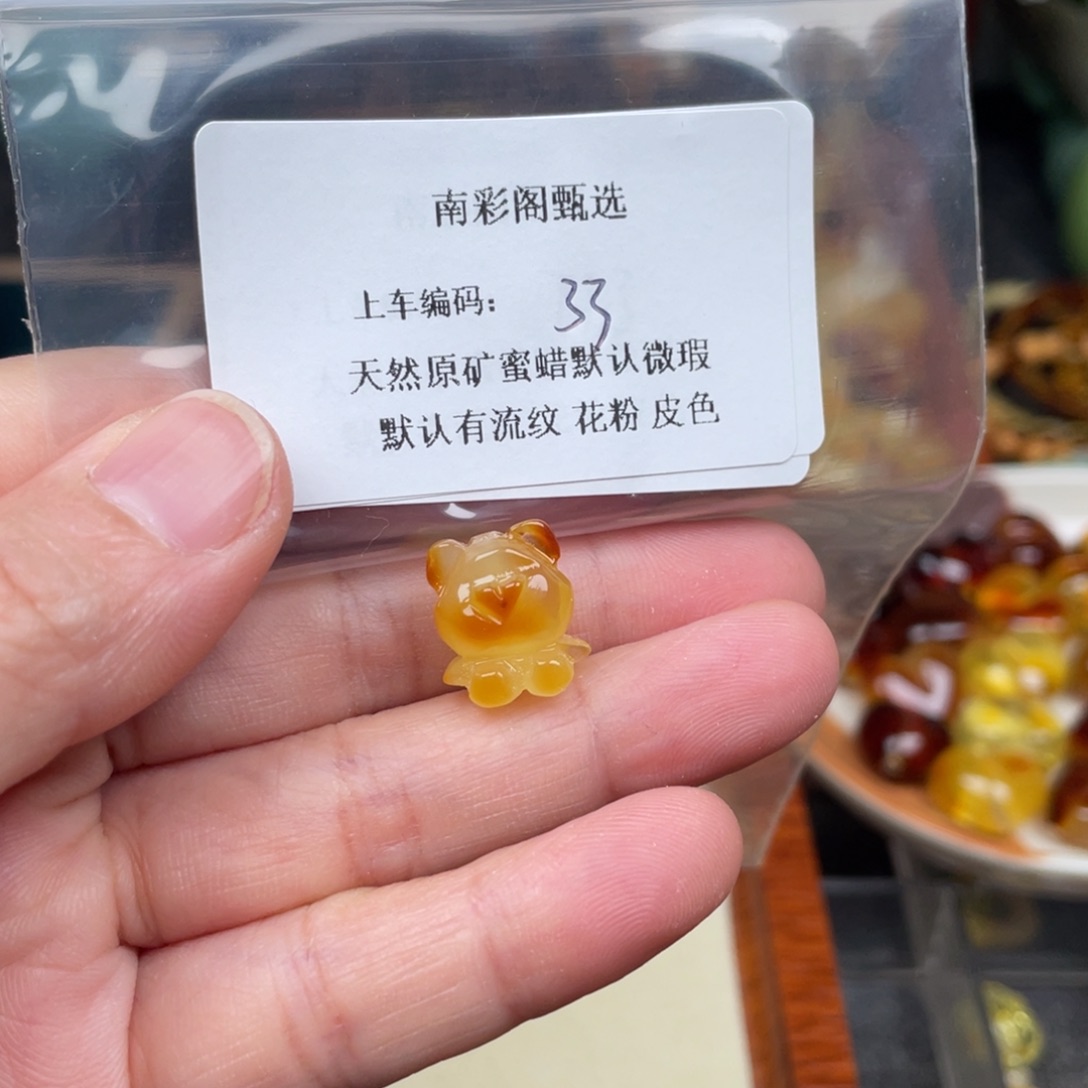 南彩阁甄选
上车编码: 33
天然原矿蜜蜡默认微瑕
默认有流纹 花粉 皮色